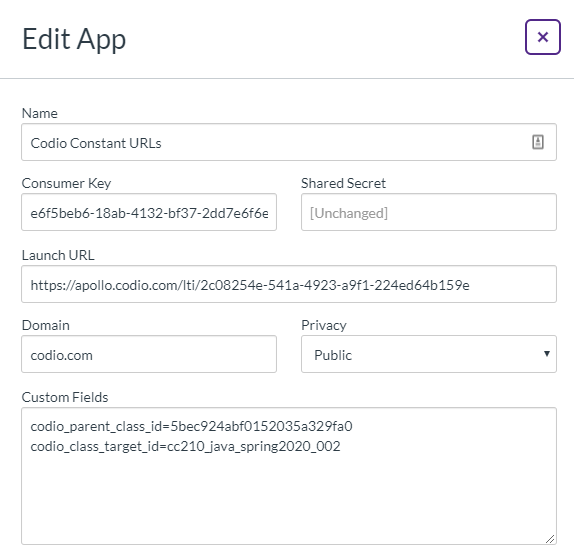 Edit App
Name
Codio Constant URLs
Consumer Key
Shared Secret
e6f5beb6-18ab-4132-bf37-2dd7e6f6e
[Unchanged]
Launch URL
https://apollo.codio.com/lti/2c08254e-541a-4923-a9f1-224ed64b159e
Domain
Privacy
codio.com
Public
Custom Fields
codio_parent_class_id=5bec924abf0152035a329fa0
codio_class_target_id=cc210_java_spring2020_002